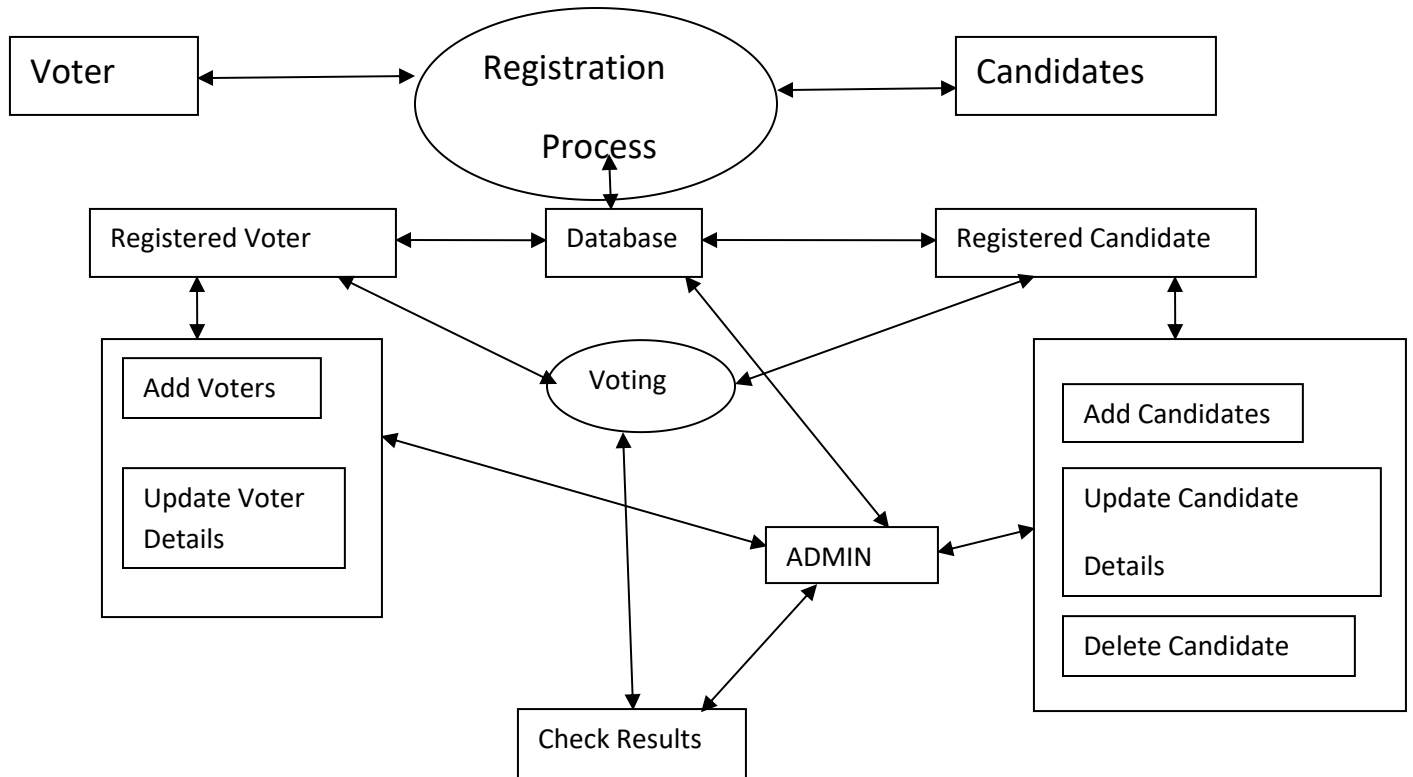 Voter
Registration
Process
Candidates
Registered Voter
Database
Registered Candidate
Add Voters
Voting
Add Candidates
Update Voter
Details
Update Candidate
Details
ADMIN
Delete Candidate
Check Results